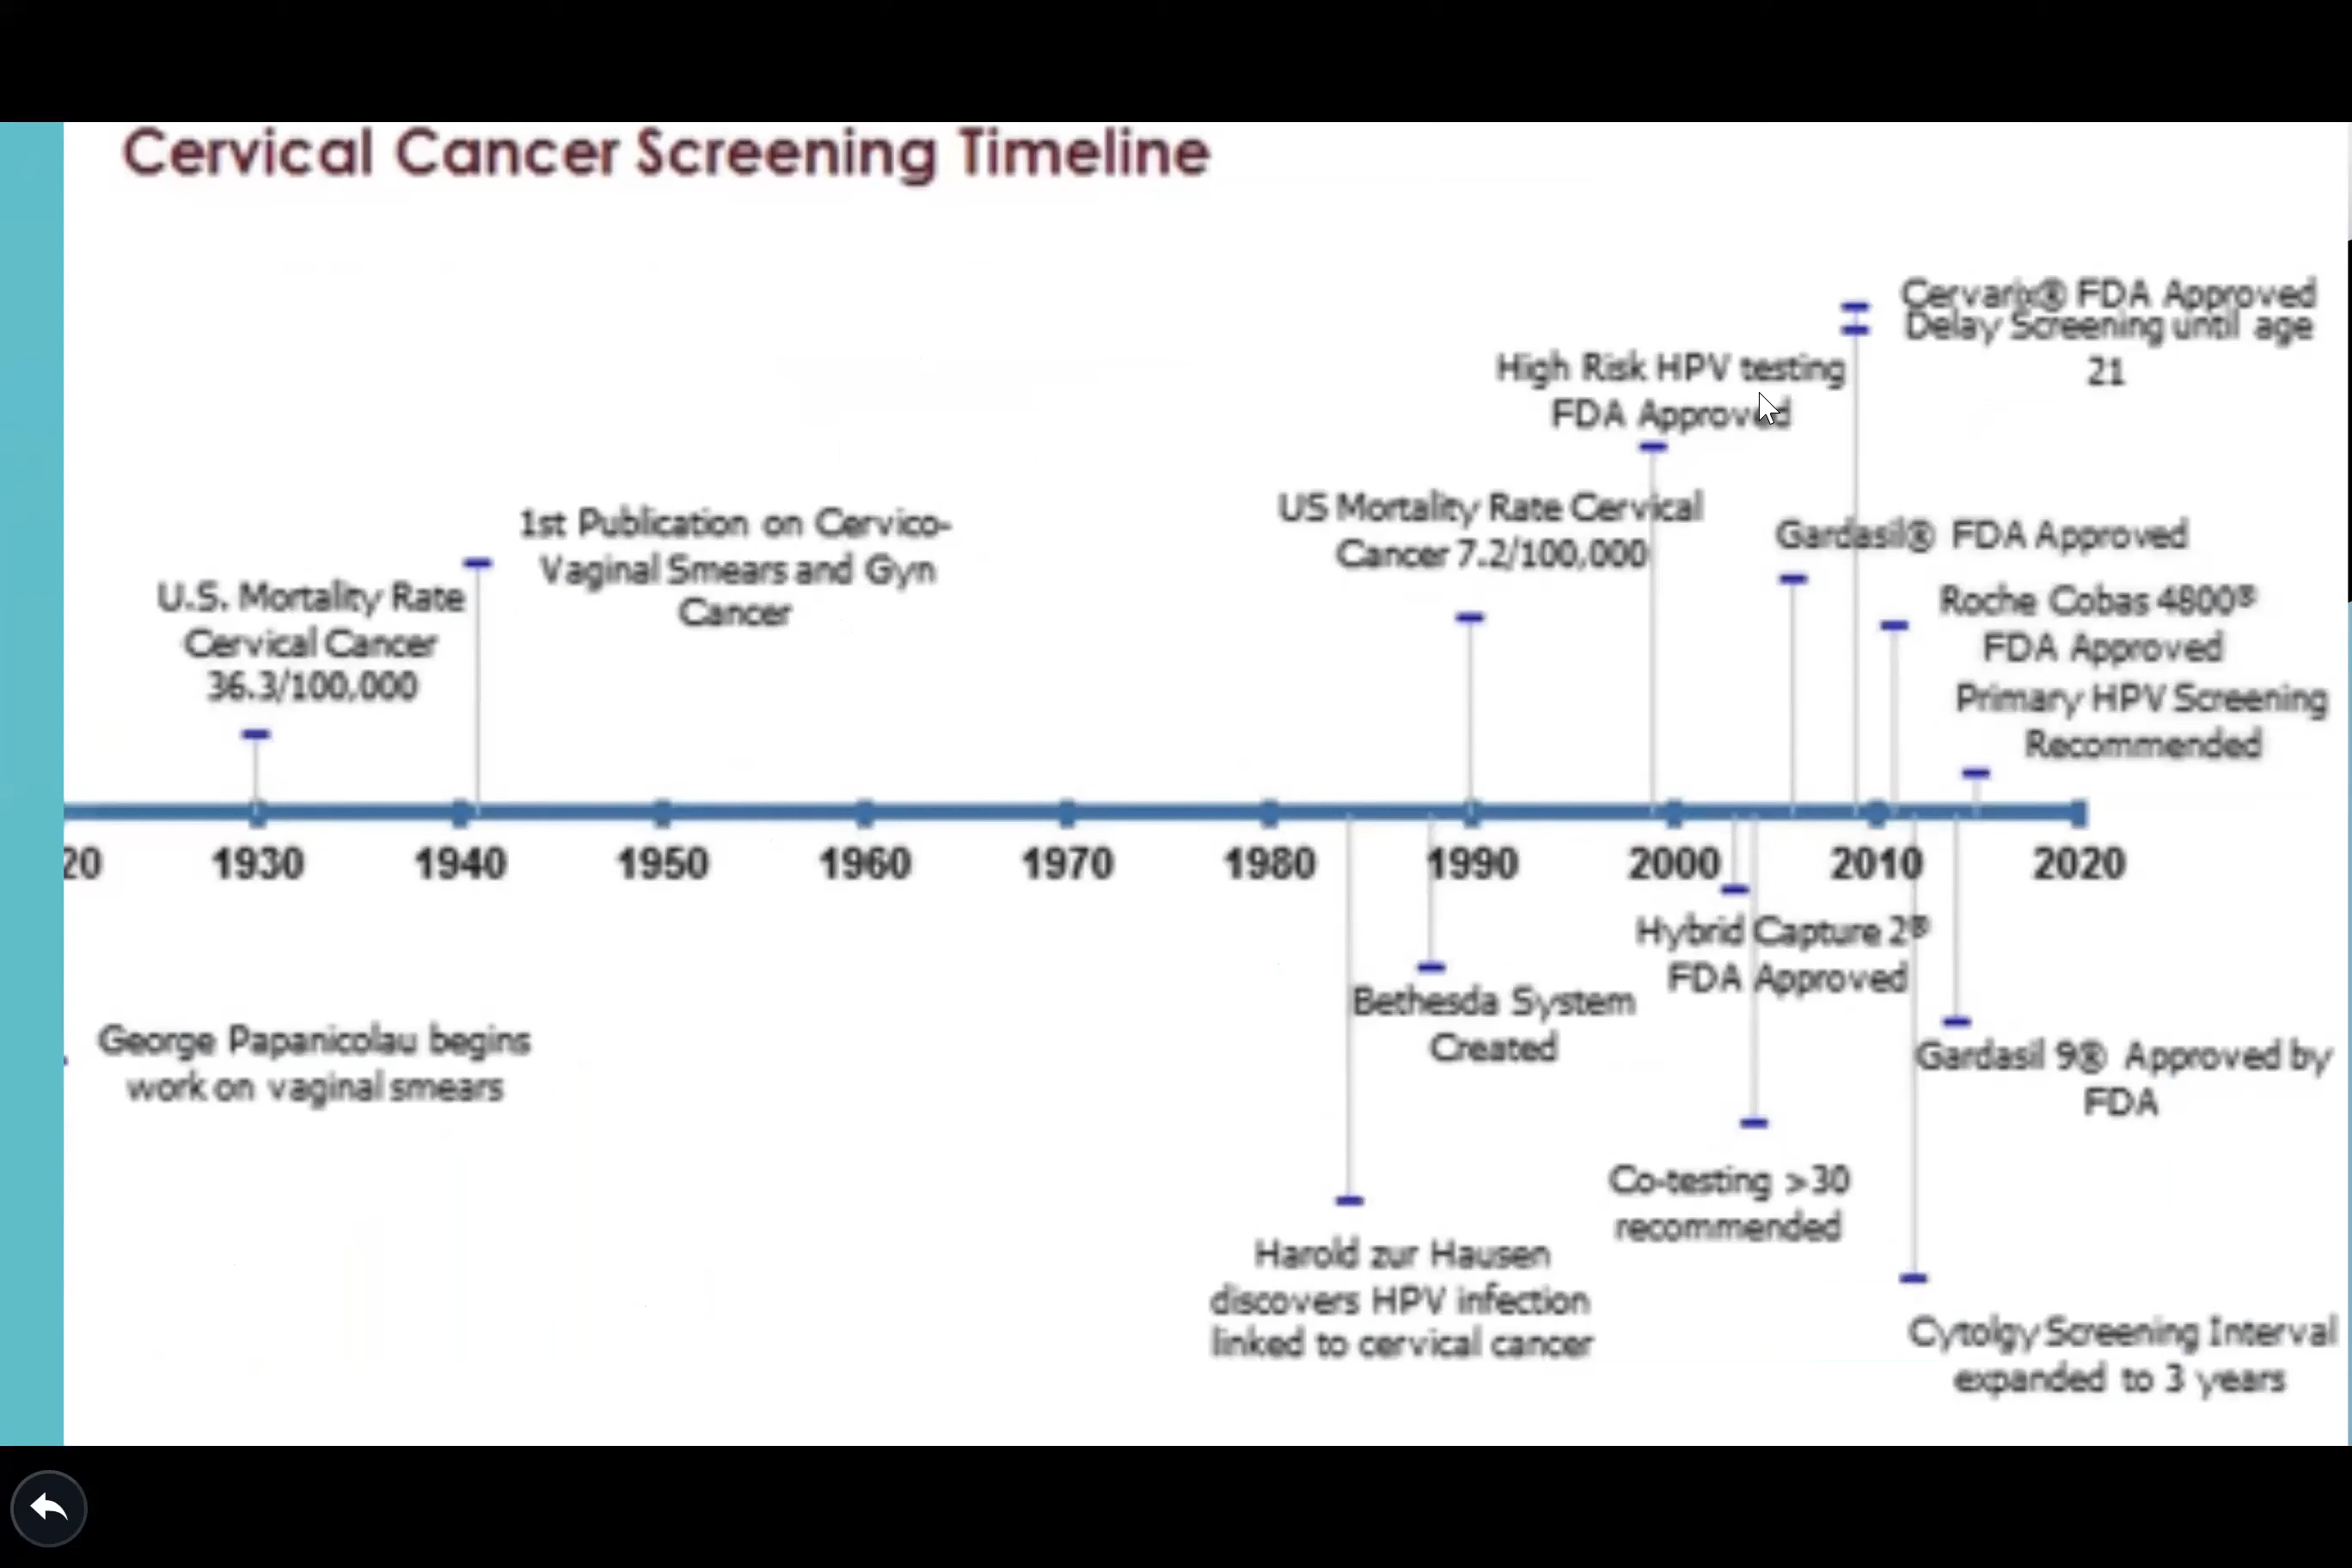 Cervical Cancer Screening Timeline
Cervarix® FDA Approved
Delay Screening until age
21
High Risk HPV testing
FDA Approved
US Mortality Rate Cervical
Cancer 7.2/100,000
Gardasil® FDA Approved
Roche Cobas 4800®
FDA Approved
Primary HPV Screening
Recommended
1st Publication on Cervico-
Vaginal Smears and Gyn
Cancer
U.S. Mortality Rate
Cervical Cancer
36.3/100,000
20 1930 1940 1950 1960 1970 1980 1990 2000 2010 2020
George Papanicolau begins
work on vaginal smears
Harold zur Hausen
discovers HPV infection
linked to cervical cancer
Bethesda System
Created
Hybrid Capture 2®
FDA Approved
Co-testing >30
recommended
Gardasil 9® Approved by
FDA
Cytolgy Screening Interval
expanded to 3 years